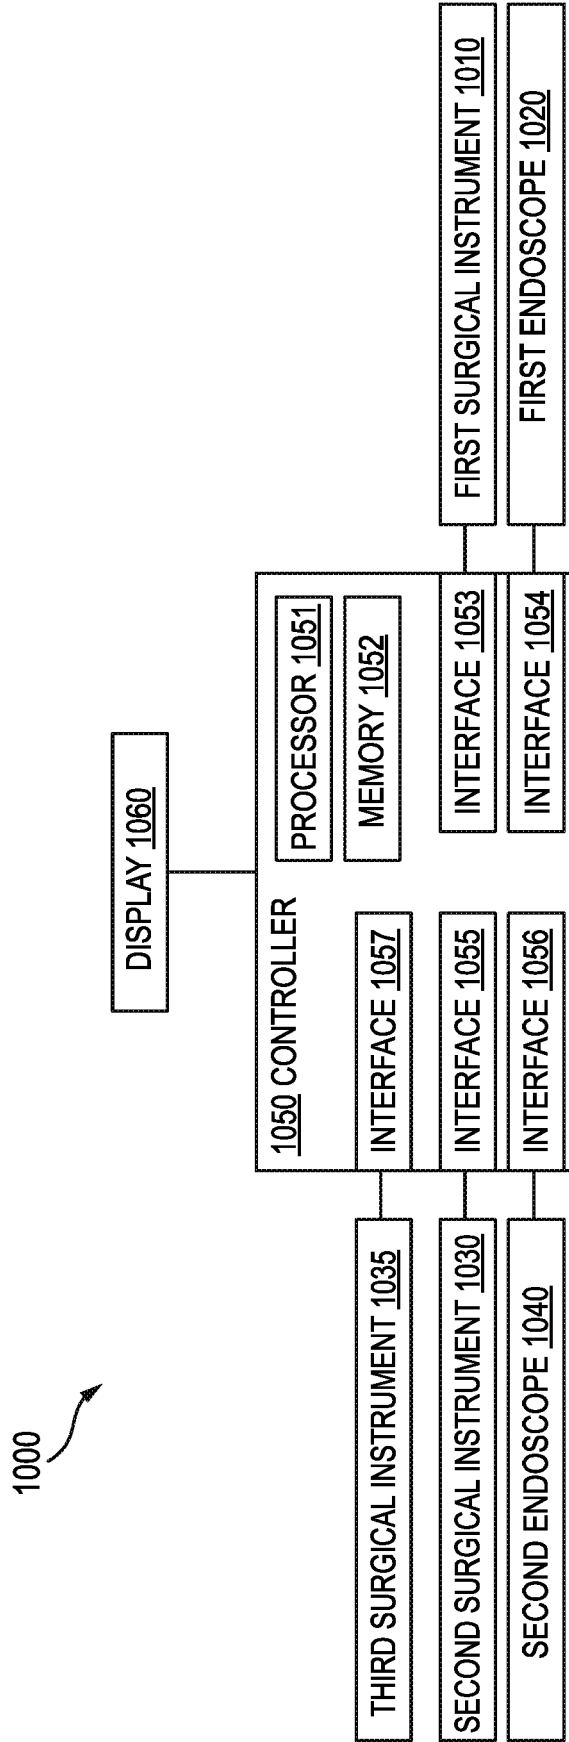 1000
DISPLAY 1060
1050 CONTROLLER
PROCESSOR 1051
MEMORY 1052
THIRD SURGICAL INSTRUMENT 1035
INTERFACE 1057
SECOND SURGICAL INSTRUMENT 1030
INTERFACE 1055
INTERFACE 1053
FIRST SURGICAL INSTRUMENT 1010
SECOND ENDOSCOPE 1040
INTERFACE 1056
INTERFACE 1054
FIRST ENDOSCOPE 1020